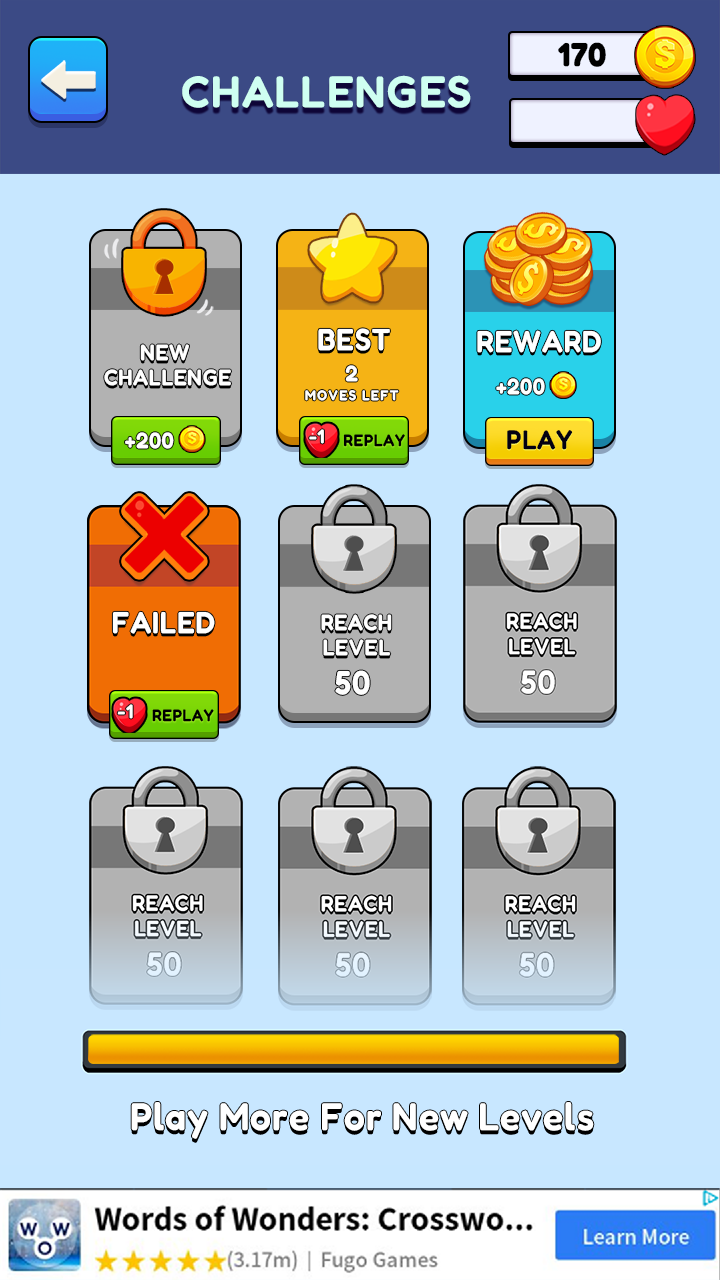 CHALLENGES
170
NEW
CHALLENGE
+200
BEST
2
MOVES LEFT
-1 REPLAY
REWARD
+200
PLAY
FAILED
-1 REPLAY
REACH
LEVEL
50
REACH
LEVEL
50
REACH
LEVEL
50
REACH
LEVEL
50
REACH
LEVEL
50
Play More For New Levels
WOW
Words of Wonders: Crosswo...
(3.17m) | Fugo Games
Learn More